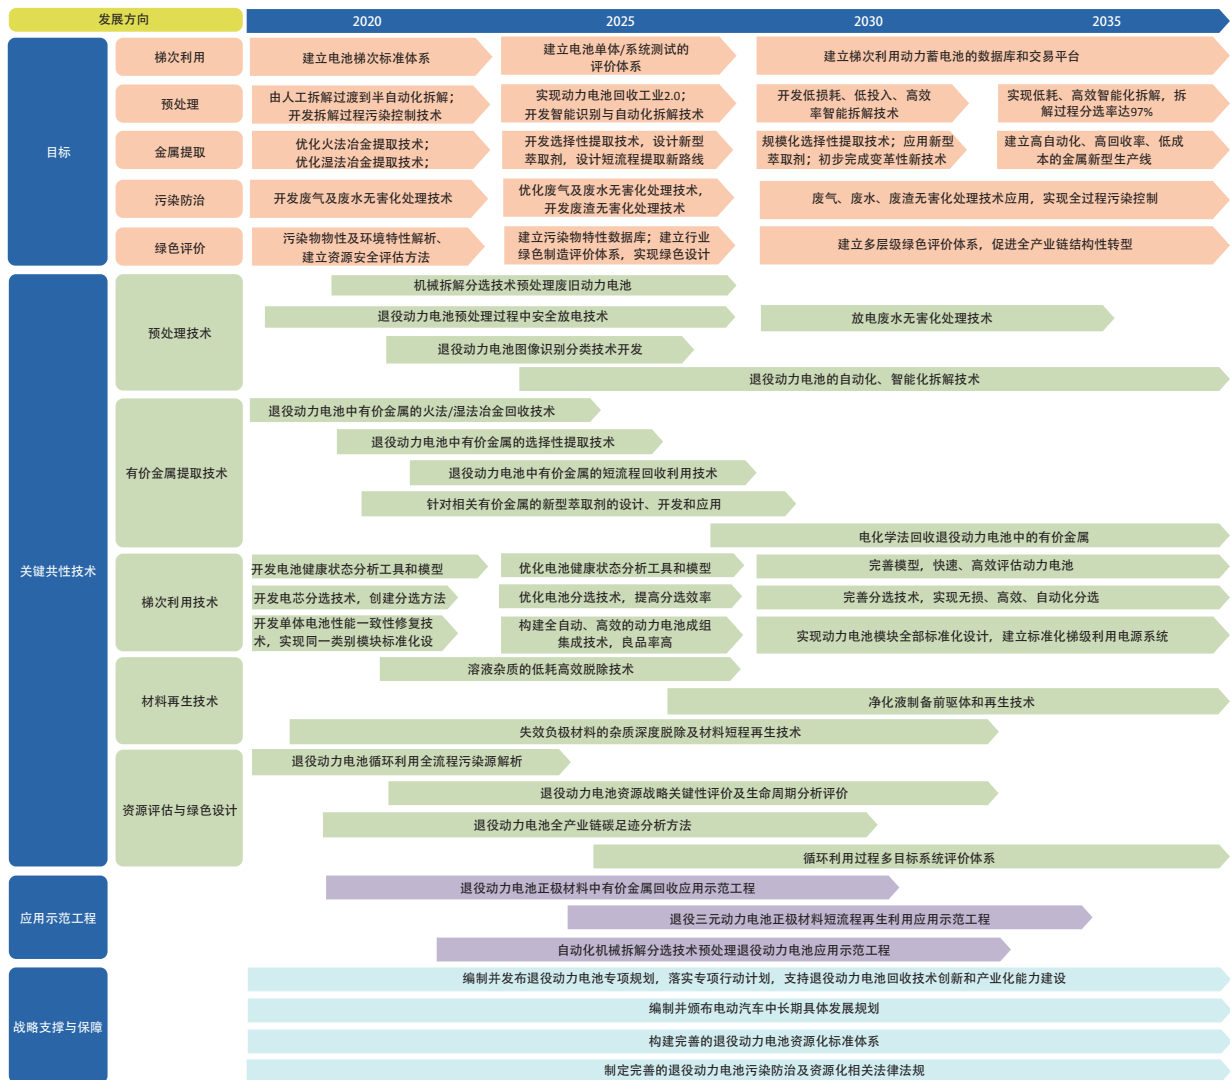 发展方向
2020
2025
2030
2035
目标
梯次利用
建立电池梯次标准体系
建立电池单体/系统测试的
评价体系
建立梯次利用动力蓄电池的数据库和交易平台
预处理
由人工拆解过渡到半自动化拆解；
开发拆解过程污染控制技术
实现动力电池回收工业2.0；
开发智能识别与自动化拆解技术
开发低损耗、低投入、高效
率智能拆解技术
实现低耗、高效智能化拆解，拆
解过程分选率达97%
金属提取
优化火法冶金提取技术；
优化湿法冶金提取技术；
开发选择性提取技术，设计新型
萃取剂，设计短流程提取新路线
规模化选择性提取技术；应用新型
萃取剂；初步完成变革性新技术
建立高自动化、高回收率、低成
本的金属新型生产线
污染防治
开发废气及废水无害化处理技术
优化废气及废水无害化处理技术，
开发废渣无害化处理技术
废气、废水、废渣无害化处理技术应用，实现全过程污染控制
绿色评价
污染物物性及环境特性解析、
建立资源安全评估方法
建立污染物特性数据库；建立行业
绿色制造评价体系，实现绿色设计
建立多层级绿色评价体系，促进全产业链结构性转型
关键共性技术
预处理技术
机械拆解分选技术预处理废旧动力电池
退役动力电池预处理过程中安全放电技术
放电废水无害化处理技术
退役动力电池图像识别分类技术开发
退役动力电池的自动化、智能化拆解技术
有价金属提取技术
退役动力电池中有价金属的火法/湿法冶金回收技术
退役动力电池中有价金属的选择性提取技术
退役动力电池中有价金属的短流程回收利用技术
针对相关有价金属的新型萃取剂的设计、开发和应用
电化学法回收退役动力电池中的有价金属
梯次利用技术
开发电池健康状态分析工具和模型
优化电池健康状态分析工具和模型
完善模型，快速、高效评估动力电池
开发电芯分选技术，创建分选方法
优化电池分选技术，提高分选效率
完善分选技术，实现无损、高效、自动化分选
开发单体电池性能一致性修复技
术，实现同一类别模块标准化设
构建全自动、高效的动力电池成组
集成技术，良品率高
实现动力电池模块全部标准化设计，建立标准化梯级利用电源系统
材料再生技术
溶液杂质的低耗高效脱除技术
净化液制备前驱体和再生技术
失效负极材料的杂质深度脱除及材料短程再生技术
资源评估与绿色设计
退役动力电池循环利用全流程污染源解析
退役动力电池资源战略关键性评价及生命周期分析评价
退役动力电池全产业链碳足迹分析方法
循环利用过程多目标系统评价体系
应用示范工程
退役动力电池正极材料中有价金属回收应用示范工程
退役三元动力电池正极材料短流程再生利用应用示范工程
自动化机械拆解分选技术预处理退役动力电池应用示范工程
战略支撑与保障
编制并发布退役动力电池专项规划，落实专项行动计划，支持退役动力电池回收技术创新和产业化能力建设
编制并颁布电动汽车中长期具体发展规划
构建完善的退役动力电池资源化标准体系
制定完善的退役动力电池污染防治及资源化相关法律法规